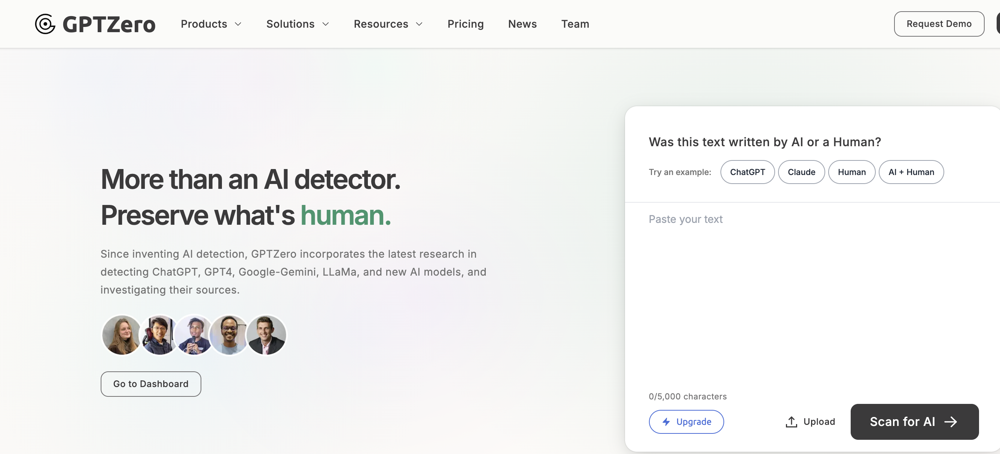 GPTZero
Products
Solutions
Resources
Pricing
News
Team
Request Demo
More than an AI detector.
Preserve what's human.
Since inventing AI detection, GPTZero incorporates the latest research in
detecting ChatGPT, GPT4, Google-Gemini, LLaMa, and new AI models, and
investigating their sources.
Go to Dashboard
Was this text written by AI or a Human?
Try an example: ChatGPT Claude Human AI + Human
Paste your text
0/5,000 characters
Upgrade
Upload
Scan for AI